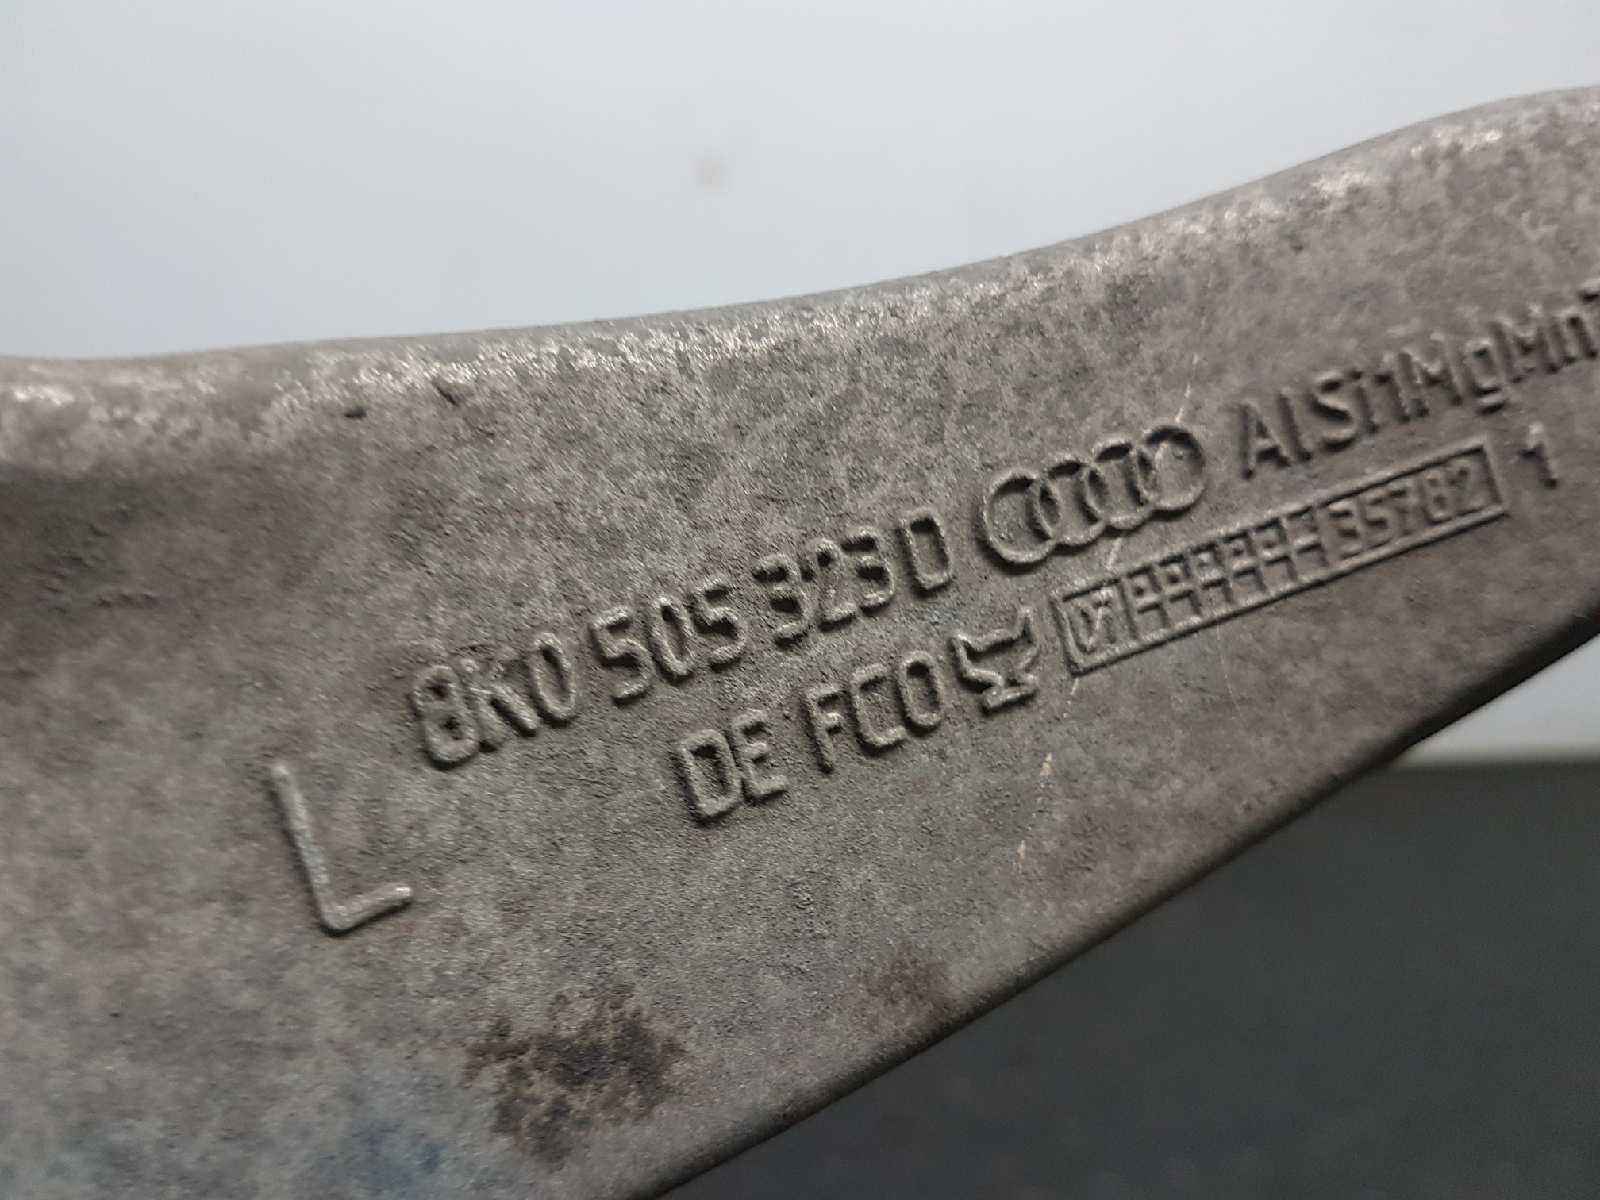 L
8K0 505 323 D AlSi1MgMn
DE FCO 35782 1